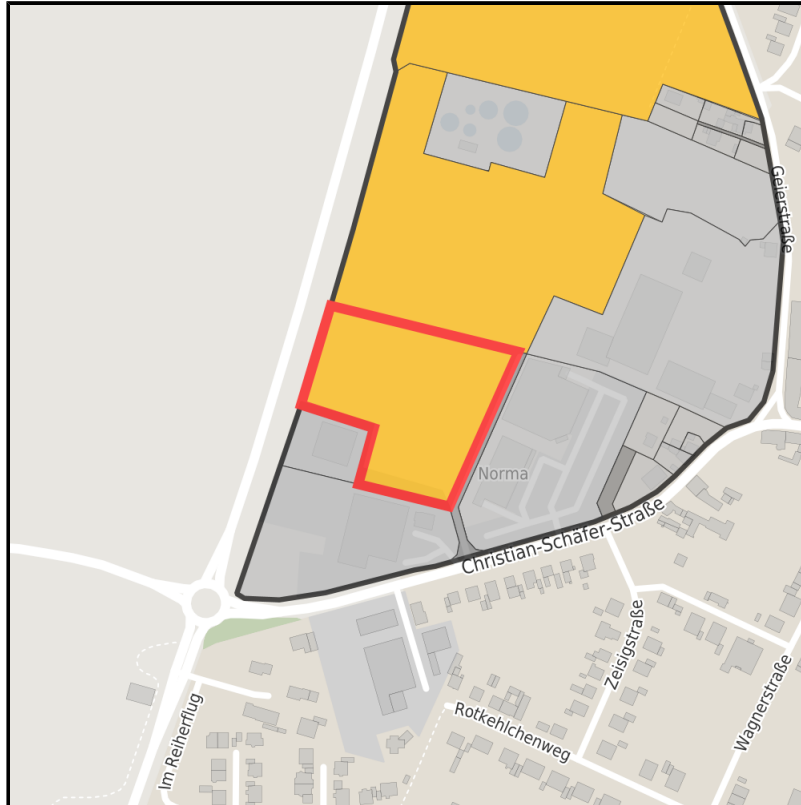 Geierstraße
Norma
Christian-Schäfer-Straße
Zeisigstraße
Wagnerstraße
Im Reiherflug
Rotkehlchenweg